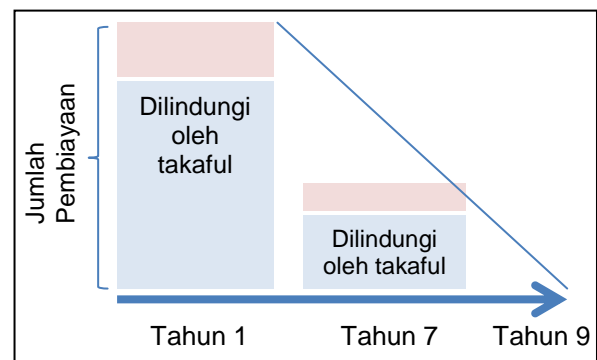 Jumlah
Pembiayaan
Dilindungi
oleh
takaful
Dilindungi
oleh takaful
Tahun 1
Tahun 7
Tahun 9